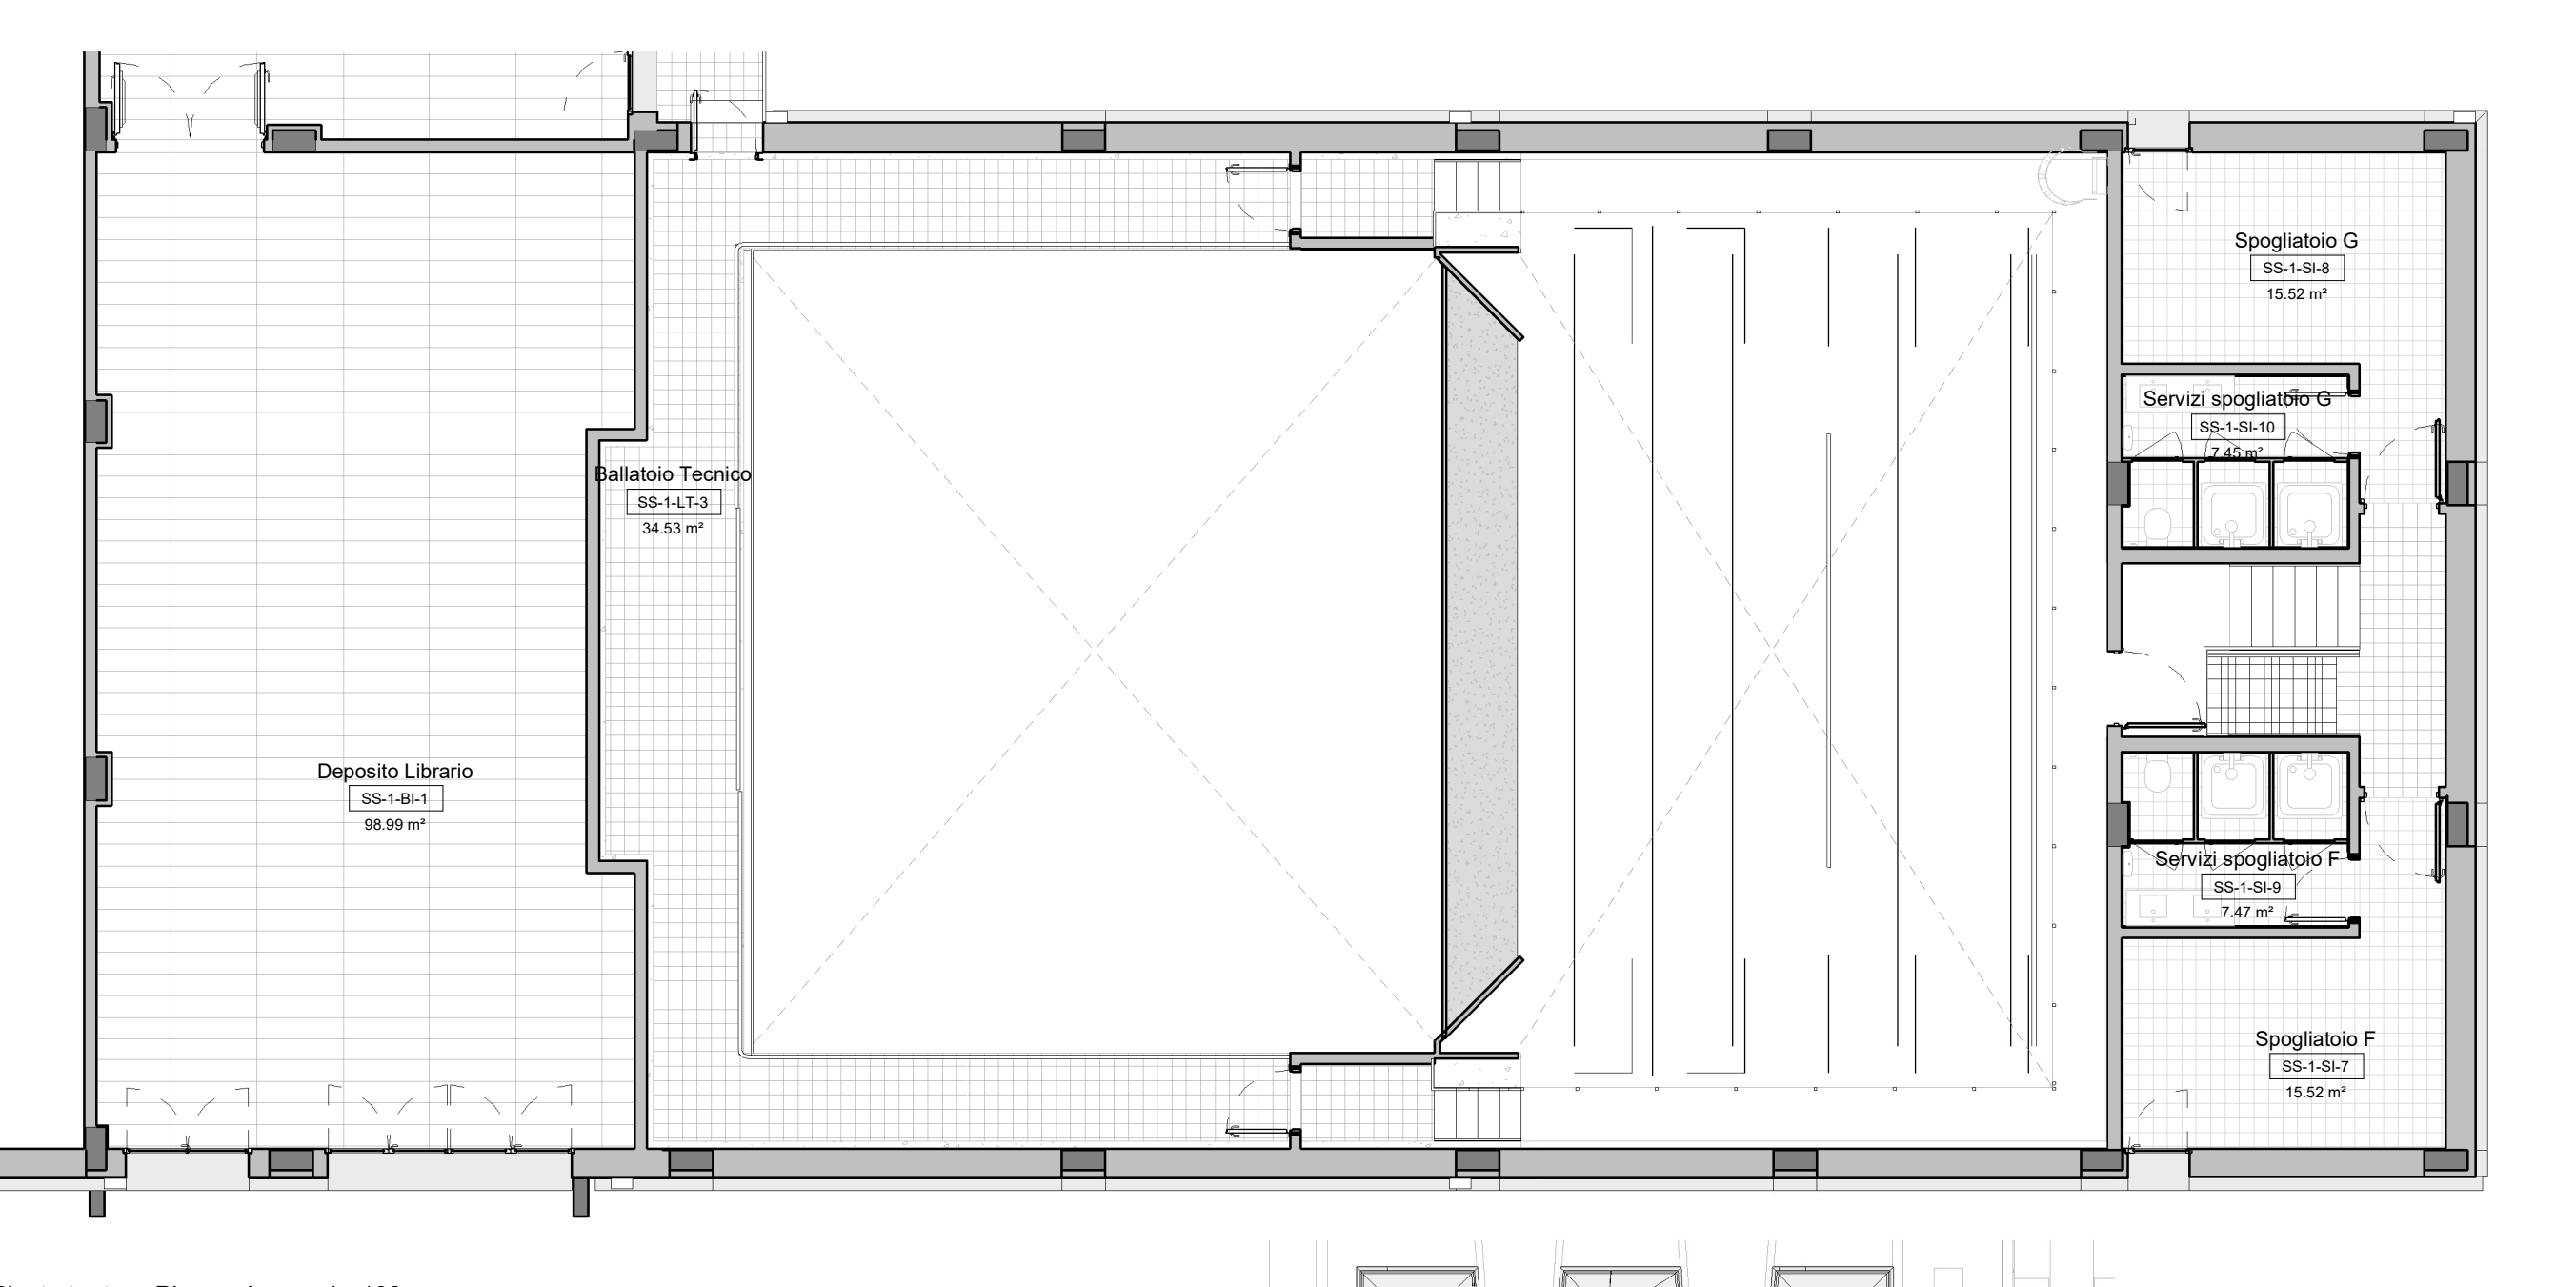 Spogliatoio G
SS-1-SI-8
15.52 m²
Servizi spogliatoio G
SS-1-SI-10
7.45 m²
Ballatoio Tecnico
SS-1-LT-3
34.53 m²
Deposito Librario
SS-1-BI-1
98.99 m²
Servizi spogliatoio F
SS-1-SI-9
7.47 m²
Spogliatoio F
SS-1-SI-7
15.52 m²